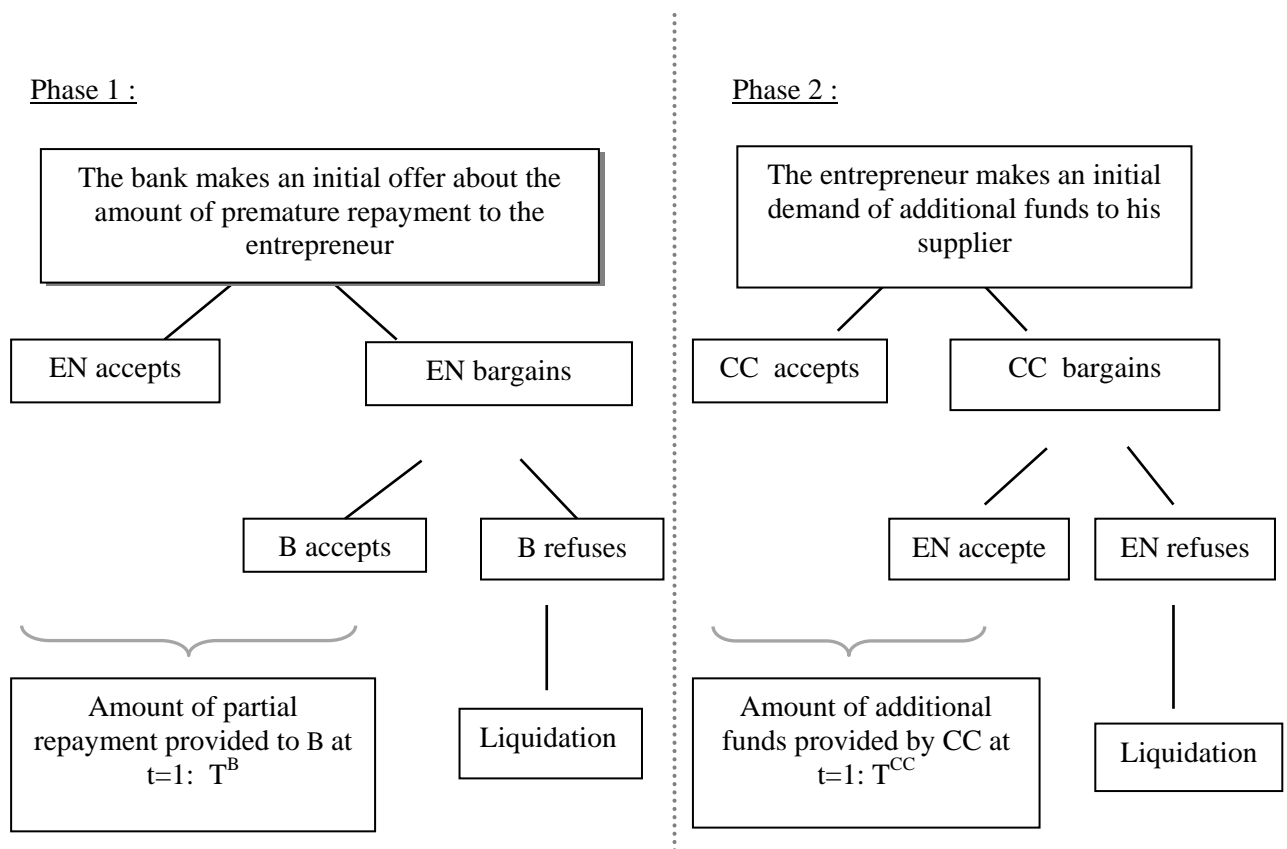 Phase 1 :
The bank makes an initial offer about the
amount of premature repayment to the
entrepreneur
EN accepts
EN bargains
B accepts
B refuses
Amount of partial
repayment provided to B at
t=1: T^B
Liquidation
Phase 2 :
The entrepreneur makes an initial
demand of additional funds to his
supplier
CC accepts
CC bargains
EN accepte
EN refuses
Amount of additional
funds provided by CC at
t=1: T^CC
Liquidation